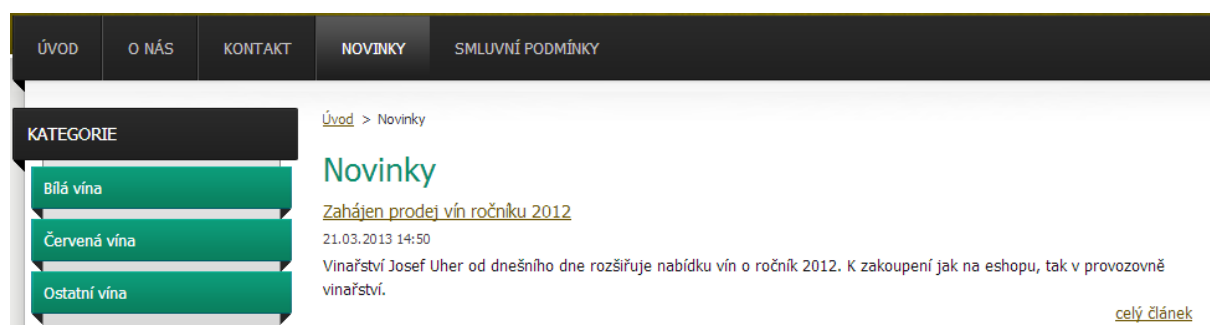 ÚVOD O NÁS KONTAKT NOVINKY SMLUVNÍ PODMÍNKY
KATEGORIE
Bílá vína
Červená vína
Ostatní vína
Úvod > Novinky
Novinky
Zahájen prodej vín ročníku 2012
21.03.2013 14:50
Vinařství Josef Uher od dnešního dne rozšiřuje nabídku vín o ročník 2012. K zakoupení jak na eshopu, tak v provozovně
vinařství.
celý článek